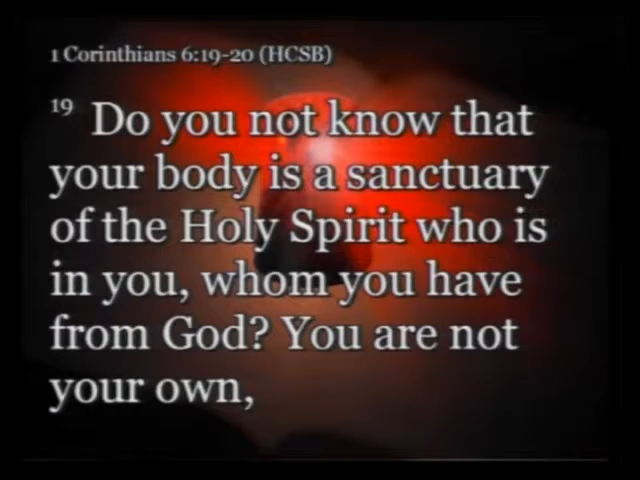 1 Corinthians 6:19-20 (HCSB)
19 Do you not know that
your body is a sanctuary
of the Holy Spirit who is
in you, whom you have
from God? You are not
your own,